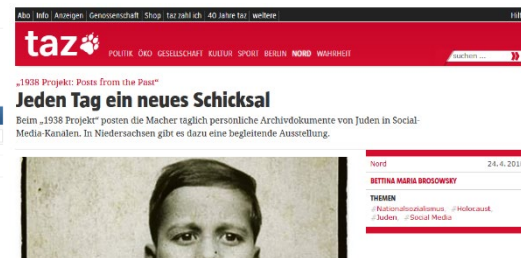 Abo Info Anzeigen Genossenschaft Shop taz zahl ich 40 Jahre taz weitere
taz
POLITIK ÖKO GESELLSCHAFT KULTUR SPORT BERLIN NORD WAHRHEIT
suchen ...
„1938 Projekt: Posts from the Past“
Jeden Tag ein neues Schicksal
Beim „1938 Projekt“ posten die Macher täglich persönliche Archivdokumente von Juden in Social-
Media-Kanälen. In Niedersachsen gibt es dazu eine begleitende Ausstellung.
Nord 24. 4. 201
BETTINA MARIA BROSOWSKY
THEMEN
#Nationalsozialismus, #Holocaust,
#Juden, #Social Media